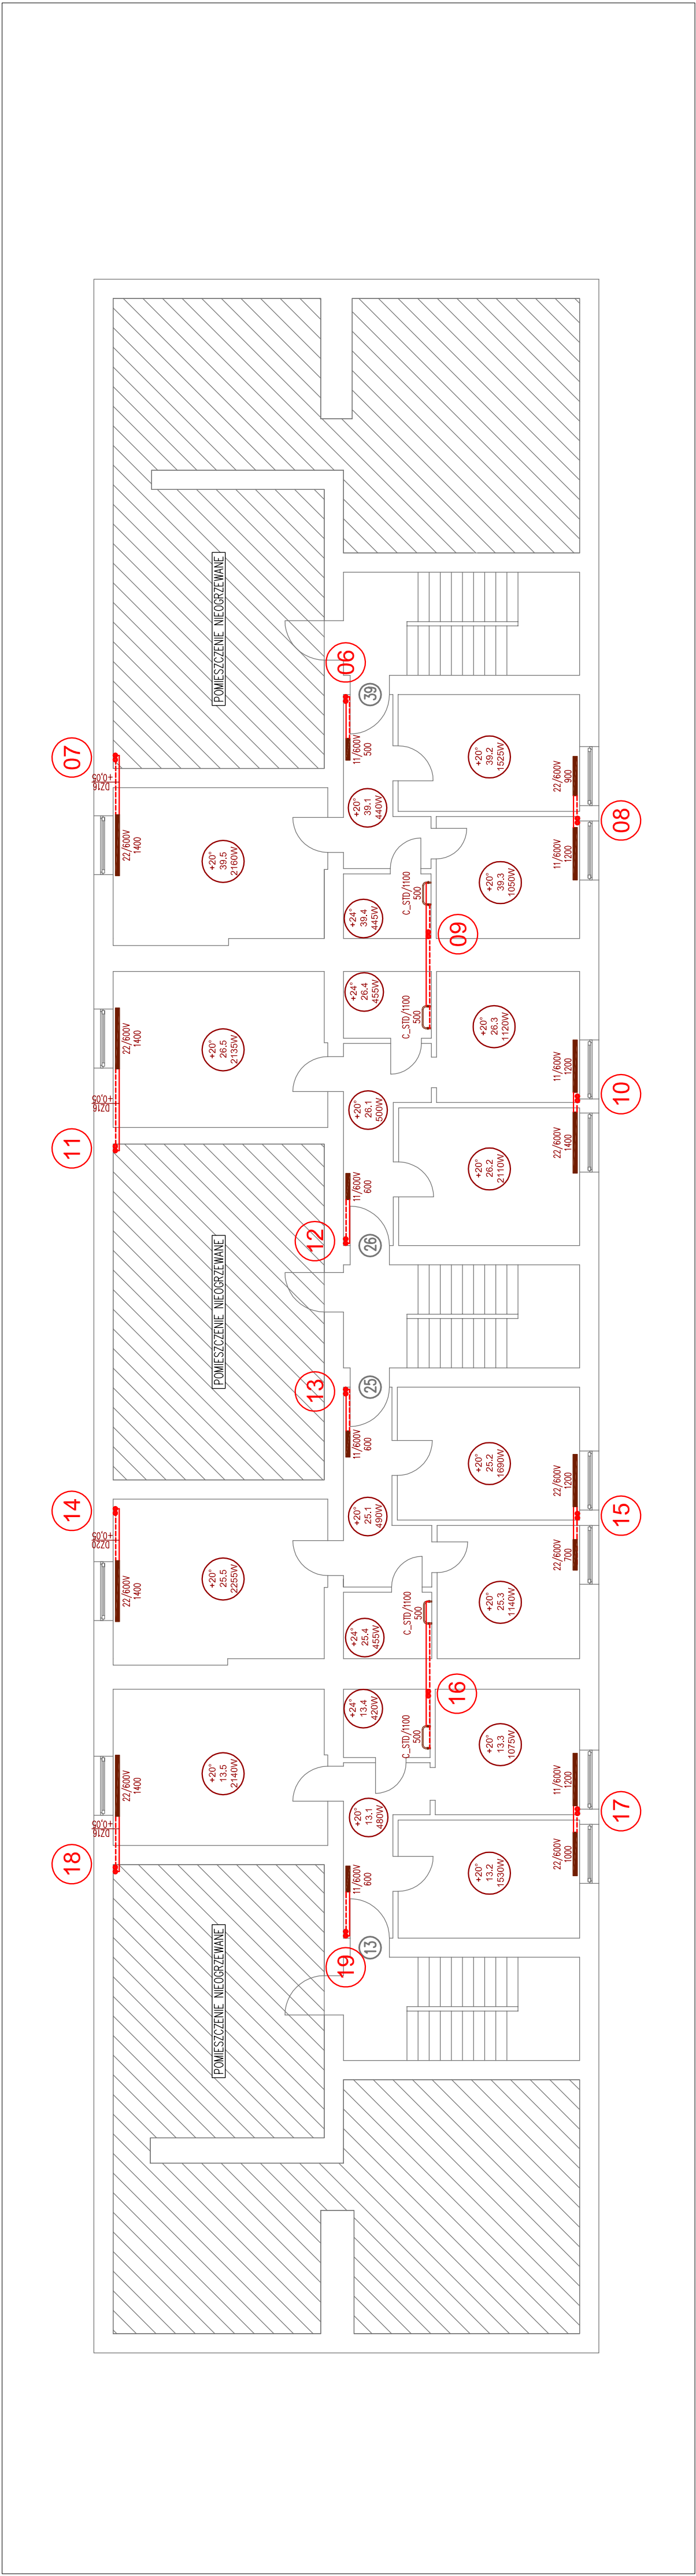 POMIESZCZENIE NIEOGRZEWANE
07
06
39
DZ16
+0,05
22/600V
1400
+20°
39.5
2160W
11/600V
500
+20°
39.1
440W
+20°
39.2
1525W
22/600V
900
08
11/600V
1200
+20°
39.3
1050W
C_STD/1100
500
+24°
39.4
445W
09
+24°
26.4
455W
C_STD/1100
500
+20°
26.3
1120W
11/600V
1200
10
22/600V
1400
+20°
26.5
2135W
DZ16
+0,05
11
+20°
26.1
500W
22/600V
1400
+20°
26.2
2110W
11/600V
600
12
26
POMIESZCZENIE NIEOGRZEWANE
13
25
11/600V
600
14
DZ20
+0,05
22/600V
1400
+20°
25.5
2255W
+20°
25.1
490W
+20°
25.2
1690W
22/600V
1200
15
22/600V
700
+20°
25.3
1140W
C_STD/1100
500
+24°
25.4
455W
16
+24°
13.4
420W
C_STD/1100
500
+20°
13.3
1075W
11/600V
1200
17
22/600V
1400
+20°
13.5
2140W
DZ16
+0,05
18
+20°
13.1
480W
22/600V
1000
+20°
13.2
1530W
11/600V
600
19
13
POMIESZCZENIE NIEOGRZEWANE